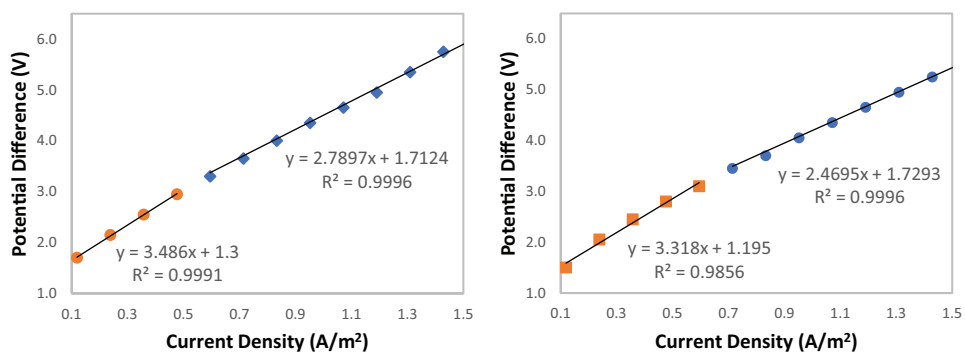 6.0
5.0
4.0
3.0
2.0
1.0
Potential Difference (V)
y = 2.7897x + 1.7124
R² = 0.9996
y = 3.486x + 1.3
R² = 0.9991
0.1 0.3 0.5 0.7 0.9 1.1 1.3 1.5
Current Density (A/m²)
6.0
5.0
4.0
3.0
2.0
1.0
Potential Difference (V)
y = 2.4695x + 1.7293
R² = 0.9996
y = 3.318x + 1.195
R² = 0.9856
0.1 0.3 0.5 0.7 0.9 1.1 1.3 1.5
Current Density (A/m²)